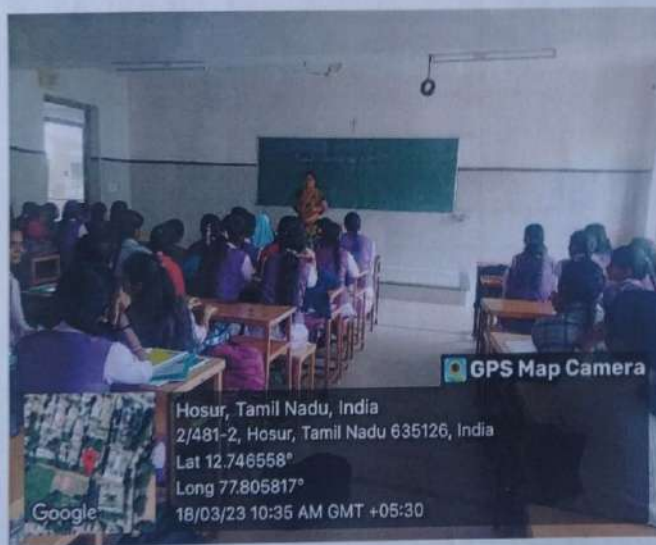 GPS Map Camera
Hosur, Tamil Nadu, India
2/481-2, Hosur, Tamil Nadu 635126, India
Lat 12.746558°
Long 77.805817°
18/03/23 10:35 AM GMT +05:30
Google